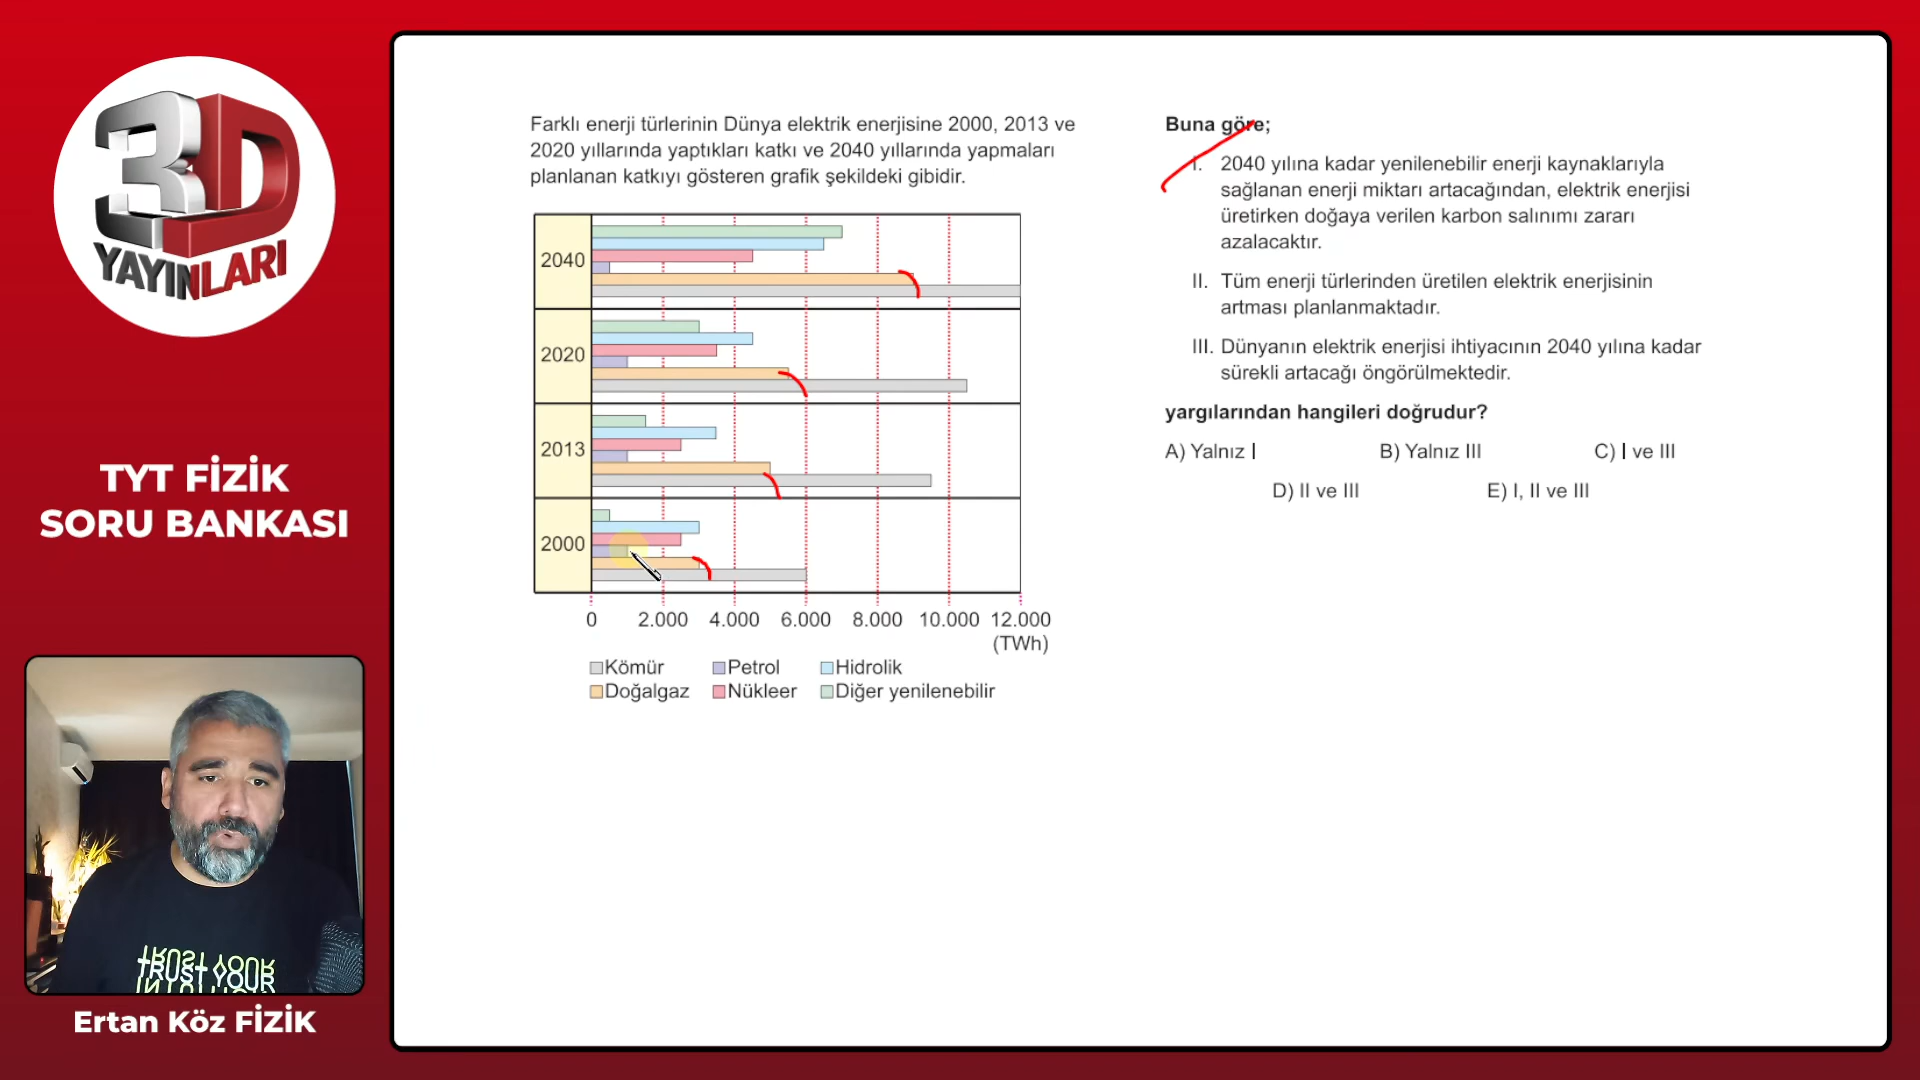 3D
YAYINLARI
TYT FİZİK
SORU BANKASI
Ertan Köz FİZİK
TRUST YOUR
Farklı enerji türlerinin Dünya elektrik enerjisine 2000, 2013 ve
2020 yıllarında yaptıkları katkı ve 2040 yıllarında yapmaları
planlanan katkıyı gösteren grafik şekildeki gibidir.
2040
2020
2013
2000
0 2.000 4.000 6.000 8.000 10.000 12.000
(TWh)
Kömür Petrol Hidrolik
Doğalgaz Nükleer Diğer yenilenebilir
Buna göre;
I. 2040 yılına kadar yenilenebilir enerji kaynaklarıyla
sağlanan enerji miktarı artacağından, elektrik enerjisi
üretirken doğaya verilen karbon salınımı zararı
azalacaktır.
II. Tüm enerji türlerinden üretilen elektrik enerjisinin
artması planlanmaktadır.
III. Dünyanın elektrik enerjisi ihtiyacının 2040 yılına kadar
sürekli artacağı öngörülmektedir.
yargılarından hangileri doğrudur?
A) Yalnız I B) Yalnız III C) I ve III
D) II ve III E) I, II ve III